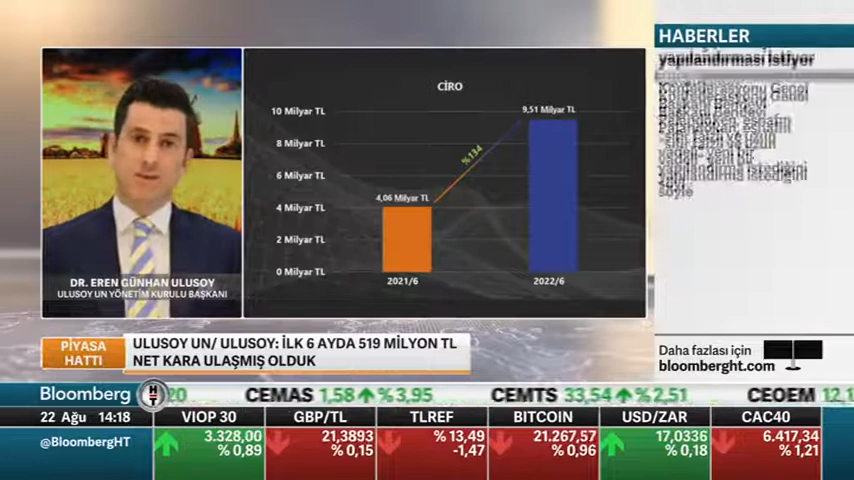 HABERLER
yapılandırması istiyor
CİRO
10 Milyar TL
8 Milyar TL
6 Milyar TL
4 Milyar TL
2 Milyar TL
0 Milyar TL
4,06 Milyar TL
%134
9,51 Milyar TL
2021/6
2022/6
DR. EREN GÜNHAN ULUSOY
ULUSOY UN YÖNETİM KURULU BAŞKANI
PİYASA
HATTI
ULUSOY UN/ ULUSOY: İLK 6 AYDA 519 MİLYON TL
NET KARA ULAŞMIŞ OLDUK
Daha fazlası için
bloomberght.com
Bloomberg HT
20 CEMAS 1,58 %3,95 CEMTS 33,54 %2,51 CEOEM 12,1
22 Ağu 14:18
@BloombergHT
VIOP 30
3.328,00
% 0,89
GBP/TL
21,3893
% 0,15
TLREF
% 13,49
-1,47
BITCOIN
21.267,57
% 0,96
USD/ZAR
17,0336
% 0,18
CAC40
6.417,34
% 1,21